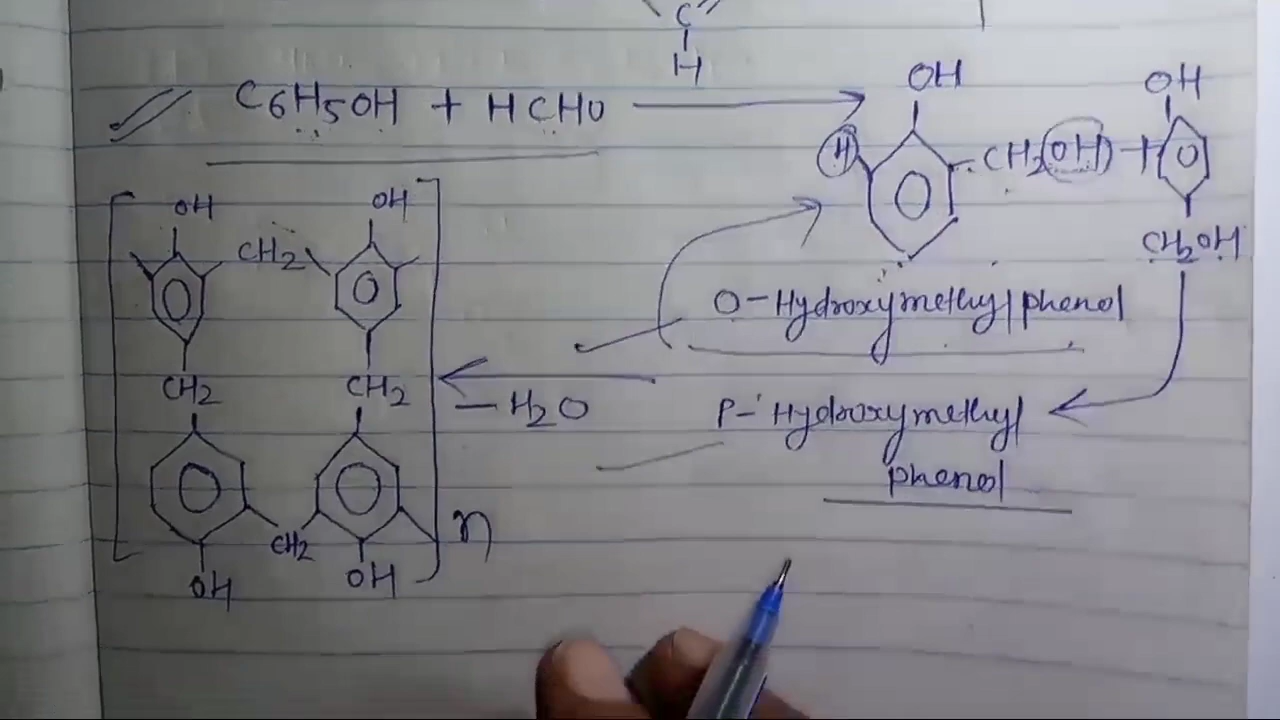 C
H
C6H5OH + HCHO
OH
H
CH2OH +
OH
CH2OH
O-Hydroxymethyl phenol
P-Hydroxymethyl
phenol
- H2O
OH
OH
CH2
CH2
CH2
CH2
OH
OH
n